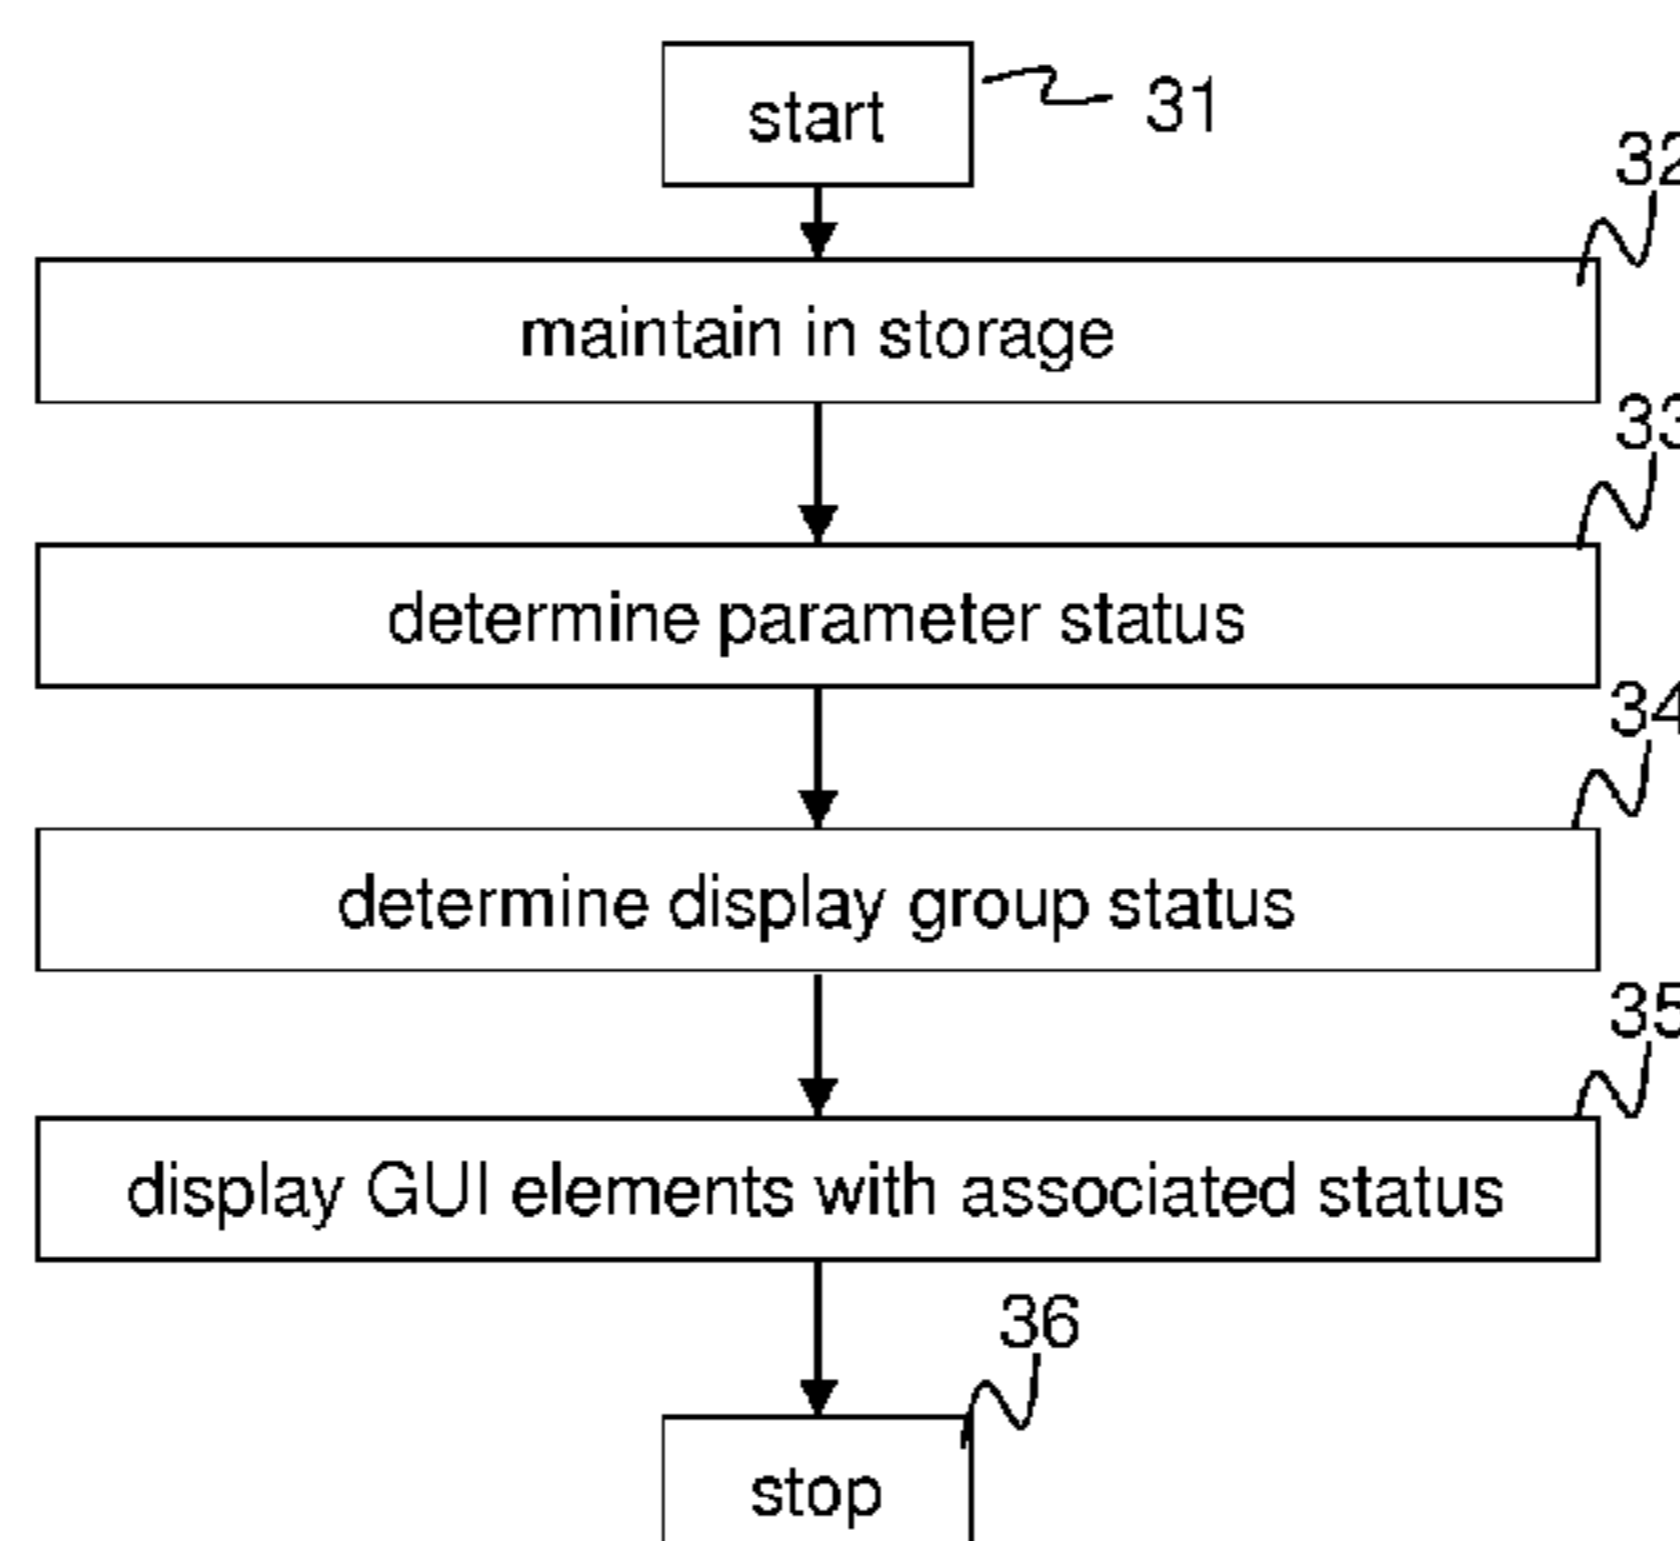 start
31
32
maintain in storage
33
determine parameter status
34
determine display group status
35
display GUI elements with associated status
36
stop